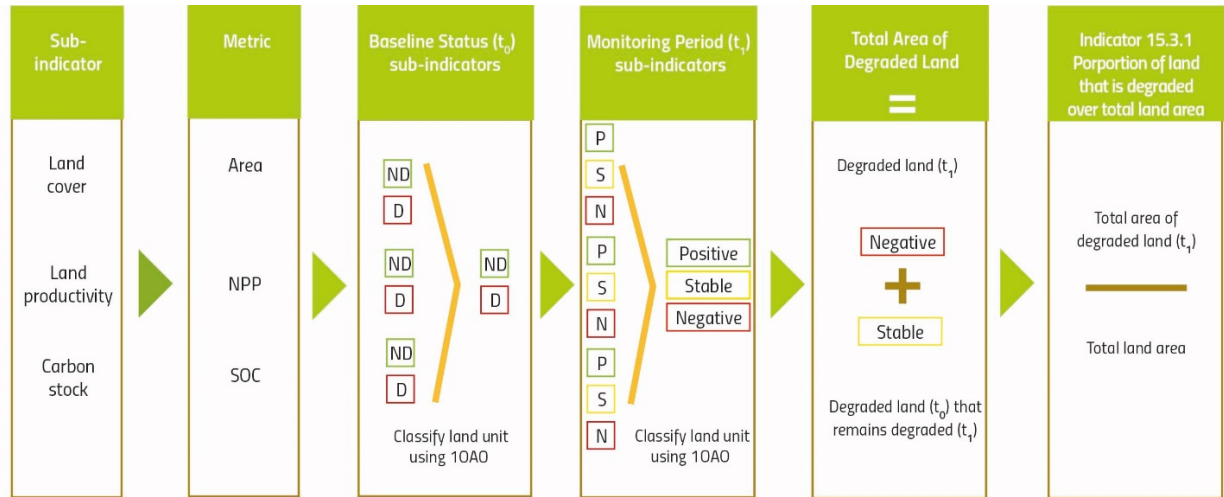 Sub-
indicator
Land
cover
Land
productivity
Carbon
stock
Metric
Area
NPP
SOC
Baseline Status (t0)
sub-indicators
ND
D
ND
D
ND
D
ND
D
Classify land unit
using 1OAO
Monitoring Period (t1)
sub-indicators
P
S
N
P
S
N
P
S
N
Positive
Stable
Negative
Classify land unit
using 1OAO
Total Area of
Degraded Land
=
Degraded land (t1)
Negative
+
Stable
Degraded land (t0) that
remains degraded (t1)
Indicator 15.3.1
Porportion of land
that is degraded
over total land area
Total area of
degraded land (t1)
Total land area